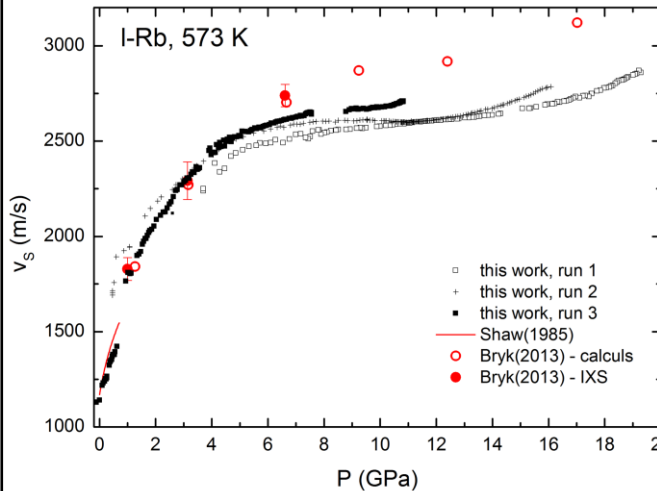 l-Rb, 573 K
3000
2500
2000
1500
1000
v_S (m/s)
this work, run 1
this work, run 2
this work, run 3
Shaw(1985)
Bryk(2013) - calculs
Bryk(2013) - IXS
0 2 4 6 8 10 12 14 16 18 2
P (GPa)